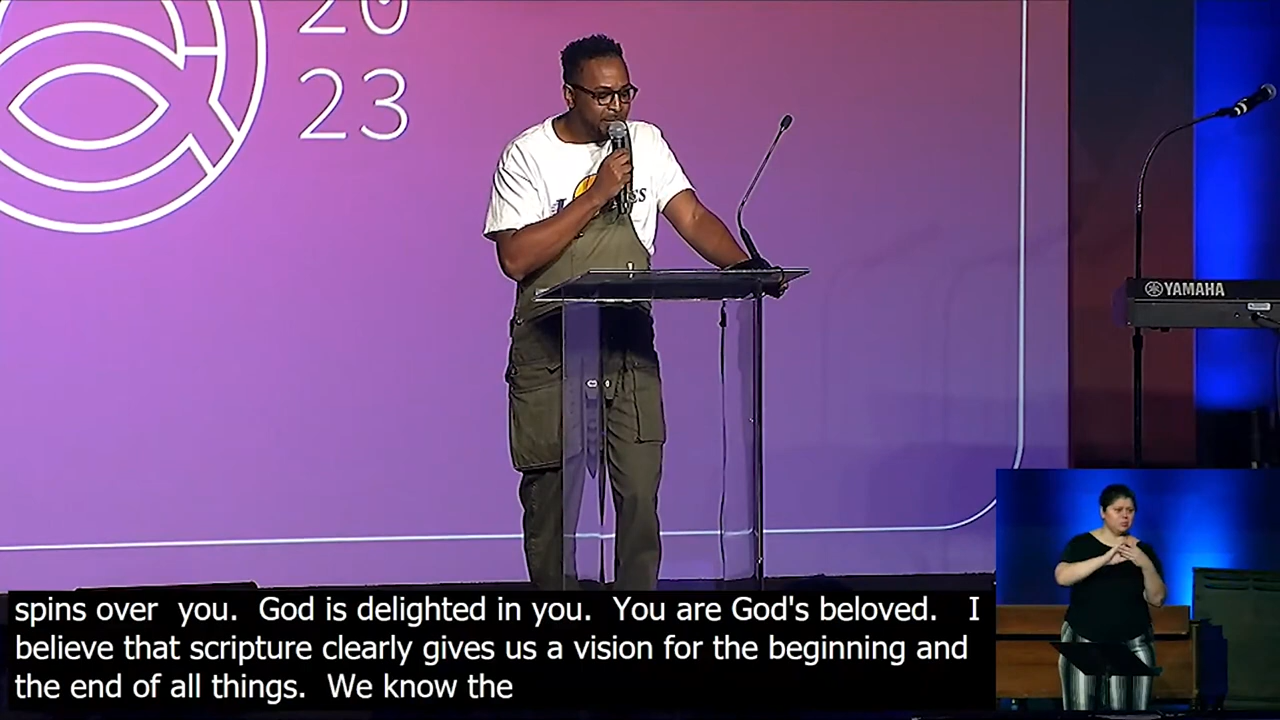 20
23
YAMAHA
spins over  you.  God is delighted in you.  You are God's beloved.   I
believe that scripture clearly gives us a vision for the beginning and
the end of all things.  We know the